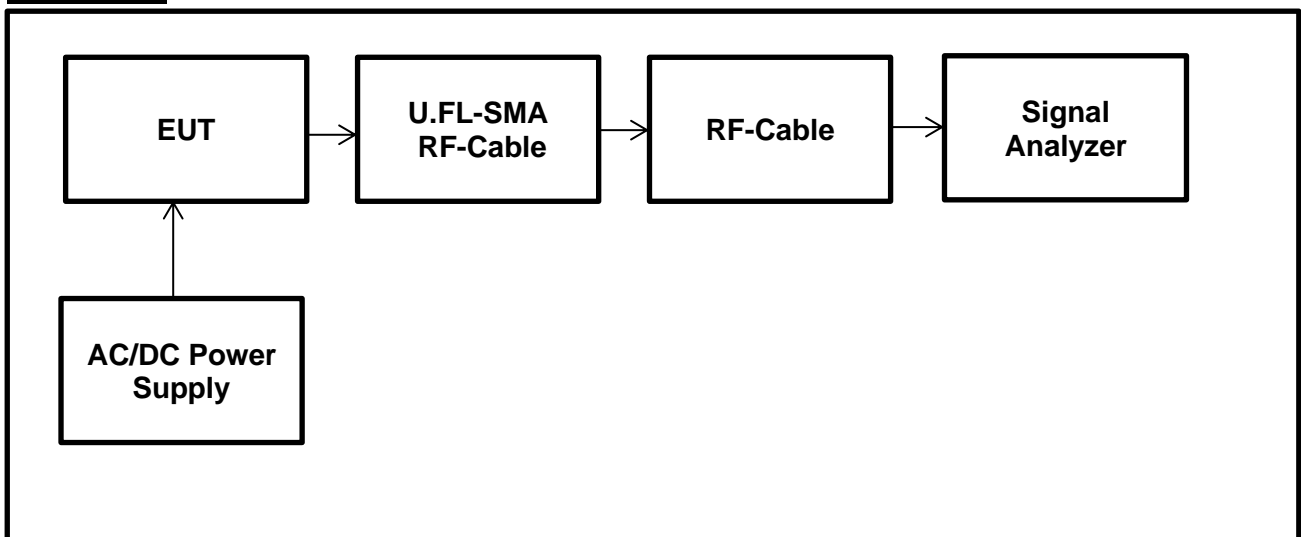 EUT
U.FL-SMA
RF-Cable
RF-Cable
Signal
Analyzer
AC/DC Power
Supply